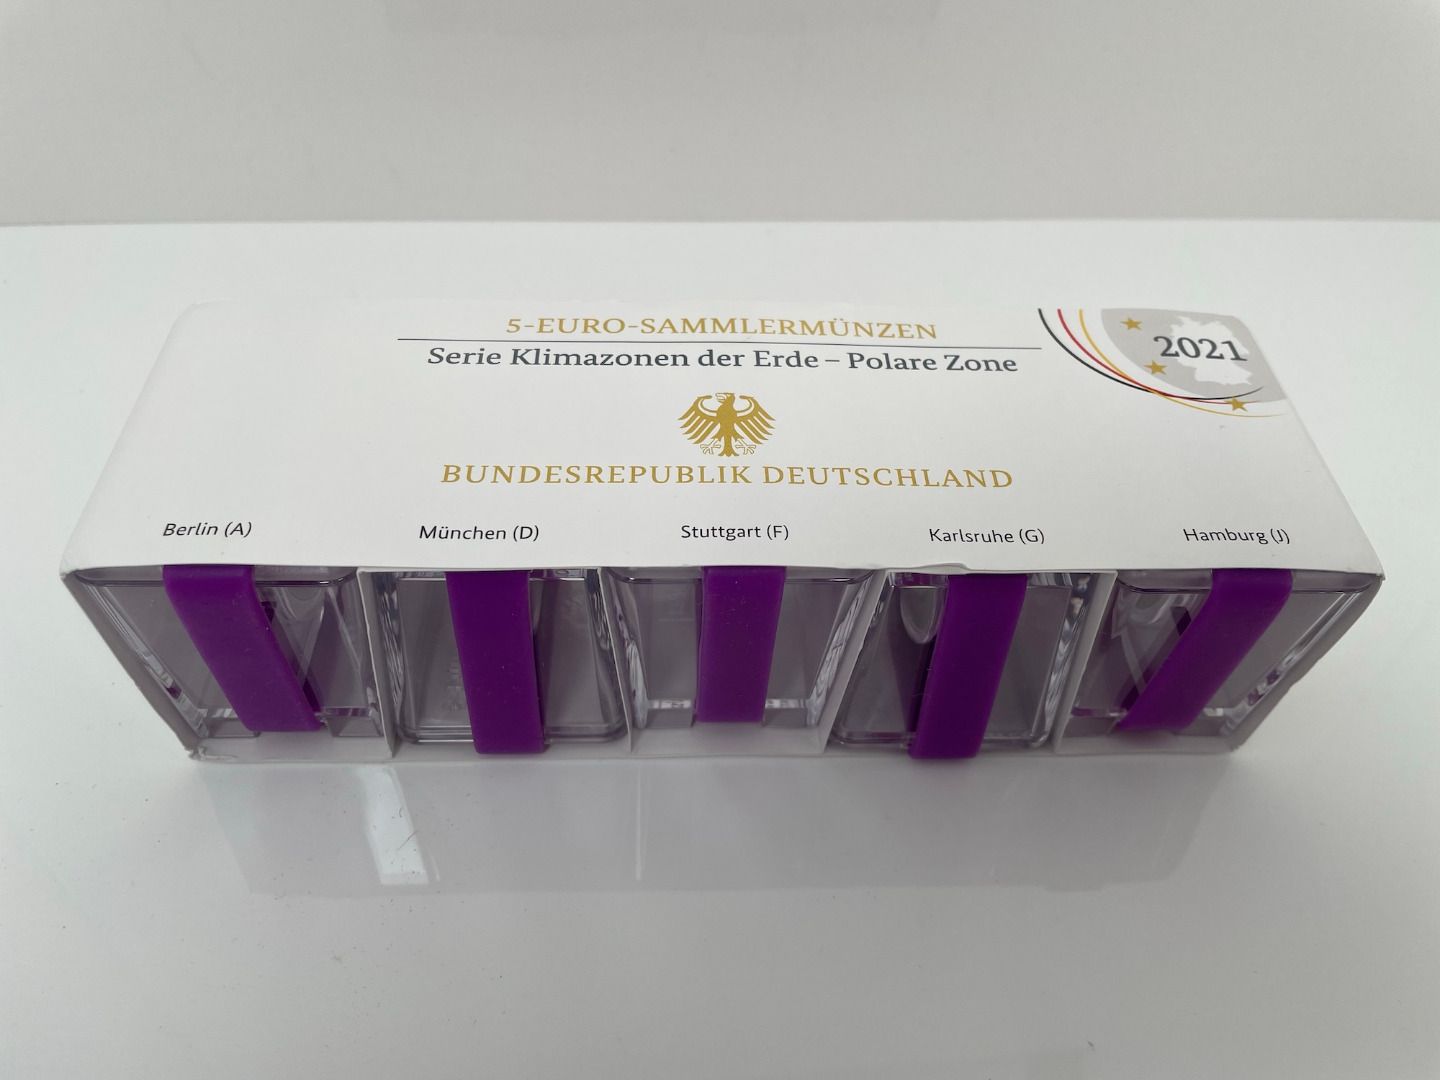 5-EURO-SAMMLERMÜNZEN
Serie Klimazonen der Erde – Polare Zone
2021
BUNDESREPUBLIK DEUTSCHLAND
Berlin (A)
München (D)
Stuttgart (F)
Karlsruhe (G)
Hamburg (J)